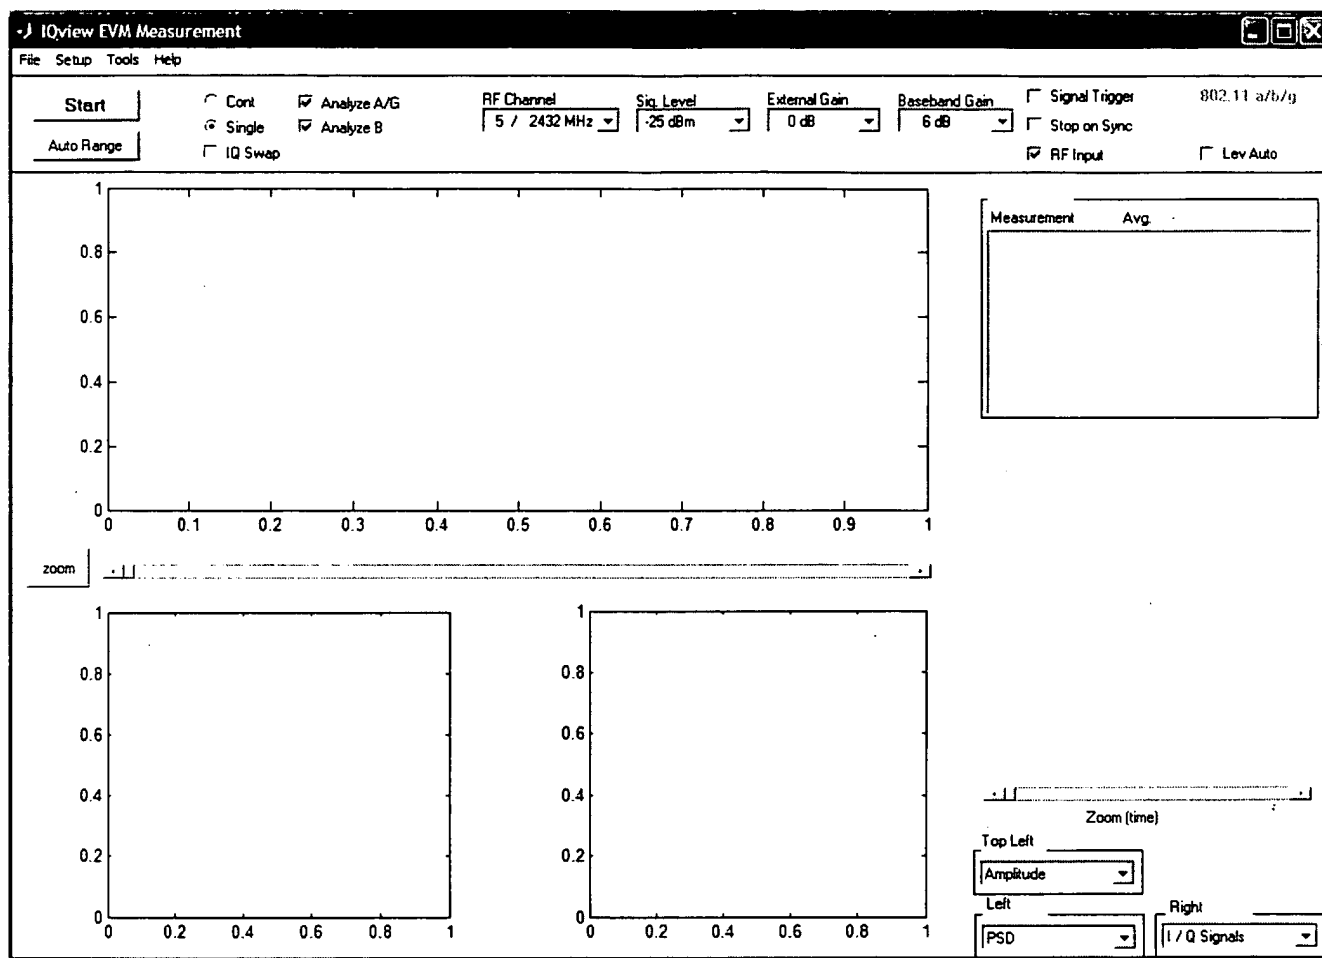 IQview EVM Measurement
File Setup Tools Help
Start
Auto Range
Cont
Single
IQ Swap
Analyze A/G
Analyze B
RF Channel
5 / 2432 MHz
Sig. Level
-25 dBm
External Gain
0 dB
Baseband Gain
6 dB
Signal Trigger
Stop on Sync
RF Input
802.11 a/b/g
Lev Auto
1
0.8
0.6
0.4
0.2
0
0 0.1 0.2 0.3 0.4 0.5 0.6 0.7 0.8 0.9 1
Measurement Avg.
zoom
1
0.8
0.6
0.4
0.2
0
0 0.2 0.4 0.6 0.8 1
1
0.8
0.6
0.4
0.2
0
0 0.2 0.4 0.6 0.8 1
Zoom (time)
Top Left
Amplitude
Left
PSD
Right
I / Q Signals